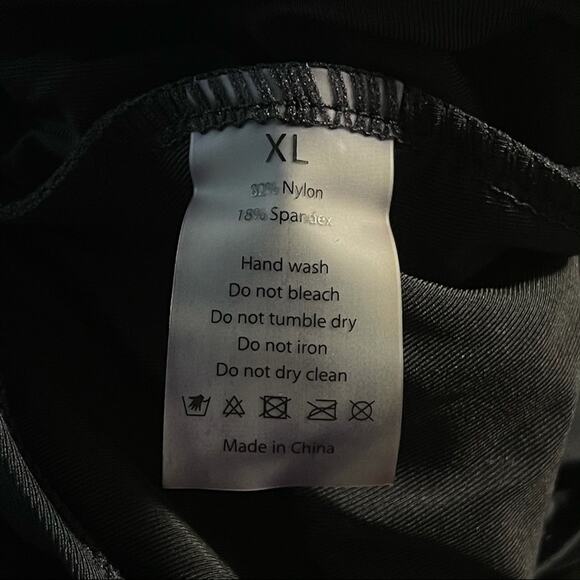 XL
82% Nylon
18% Spandex
Hand wash
Do not bleach
Do not tumble dry
Do not iron
Do not dry clean
Made in China